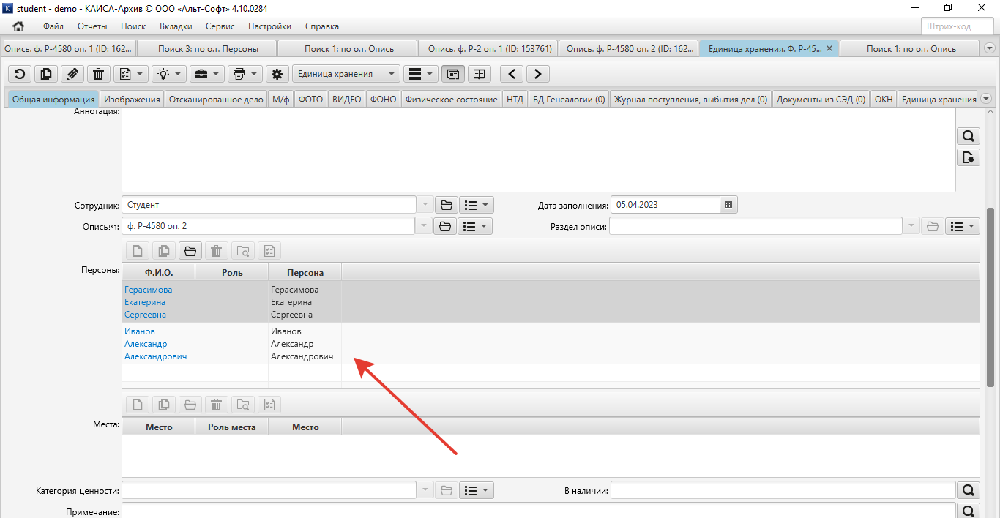 student - demo - КАИСА-Архив © ООО «Альт-Софт» 4.10.0284
Файл Отчеты Поиск Вкладки Сервис Настройки Справка Штрих-код
Опись. ф. Р-4580 оп. 1 (ID: 162... Поиск 3: по о.т. Персоны Поиск 1: по о.т. Опись Опись. ф. Р-2 оп. 1 (ID: 153761) Опись. ф. Р-4580 оп. 2 (ID: 162... Единица хранения. Ф. Р-45... Поиск 1: по о.т. Опись
Единица хранения
Общая информация Изображения Отсканированное дело М/ф ФОТО ВИДЕО ФОНО Физическое состояние НТД БД Генеалогии (0) Журнал поступления, выбытия дел (0) Документы из СЭД (0) ОКН Единица хранения
Аннотация:
Сотрудник: Студент Дата заполнения: 05.04.2023
Опись!*1: ф. Р-4580 оп. 2 Раздел описи:
Персоны: Ф.И.О. Роль Персона
Герасимова Герасимова
Екатерина Екатерина
Сергеевна Сергеевна
Иванов Иванов
Александр Александр
Александрович Александрович
Места: Место Роль места Место
Категория ценности: В наличии:
Примечание: